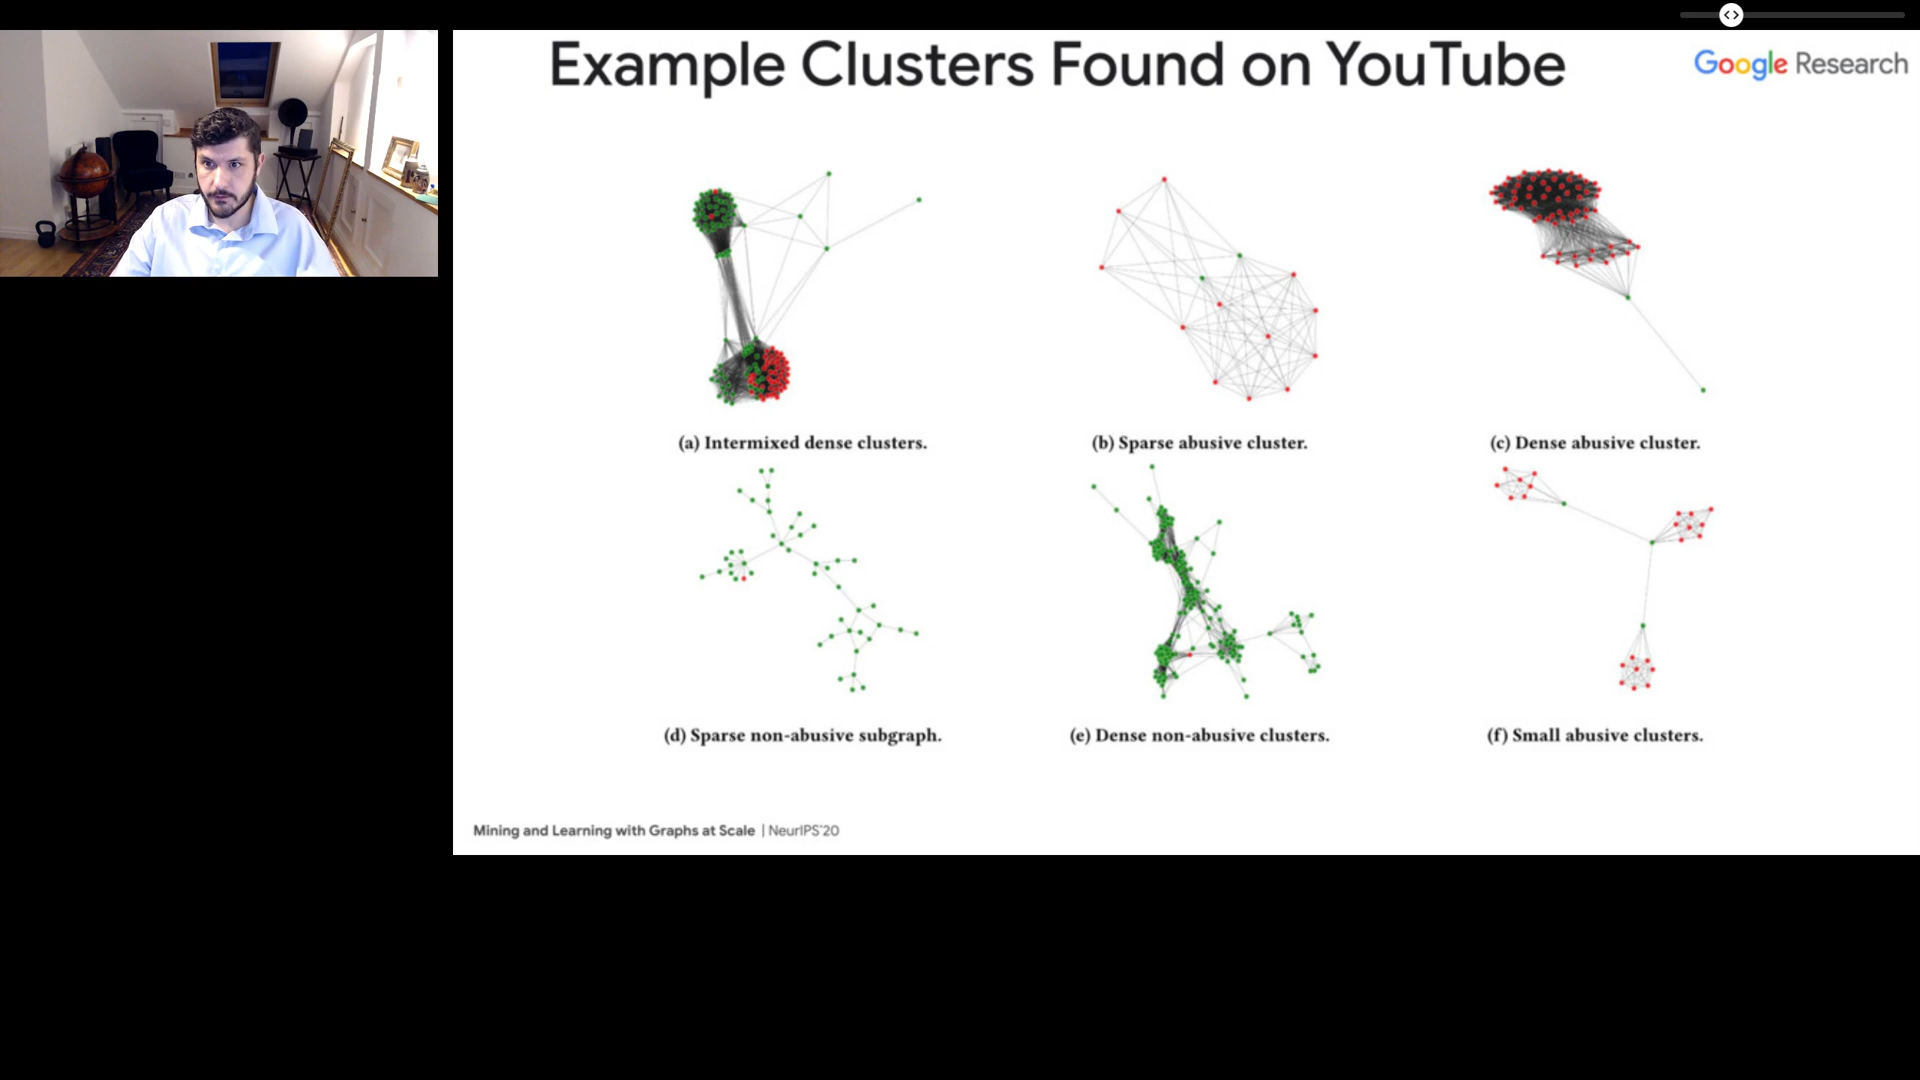 Example Clusters Found on YouTube
Google Research
(a) Intermixed dense clusters.
(b) Sparse abusive cluster.
(c) Dense abusive cluster.
(d) Sparse non-abusive subgraph.
(e) Dense non-abusive clusters.
(f) Small abusive clusters.
Mining and Learning with Graphs at Scale | NeurIPS'20